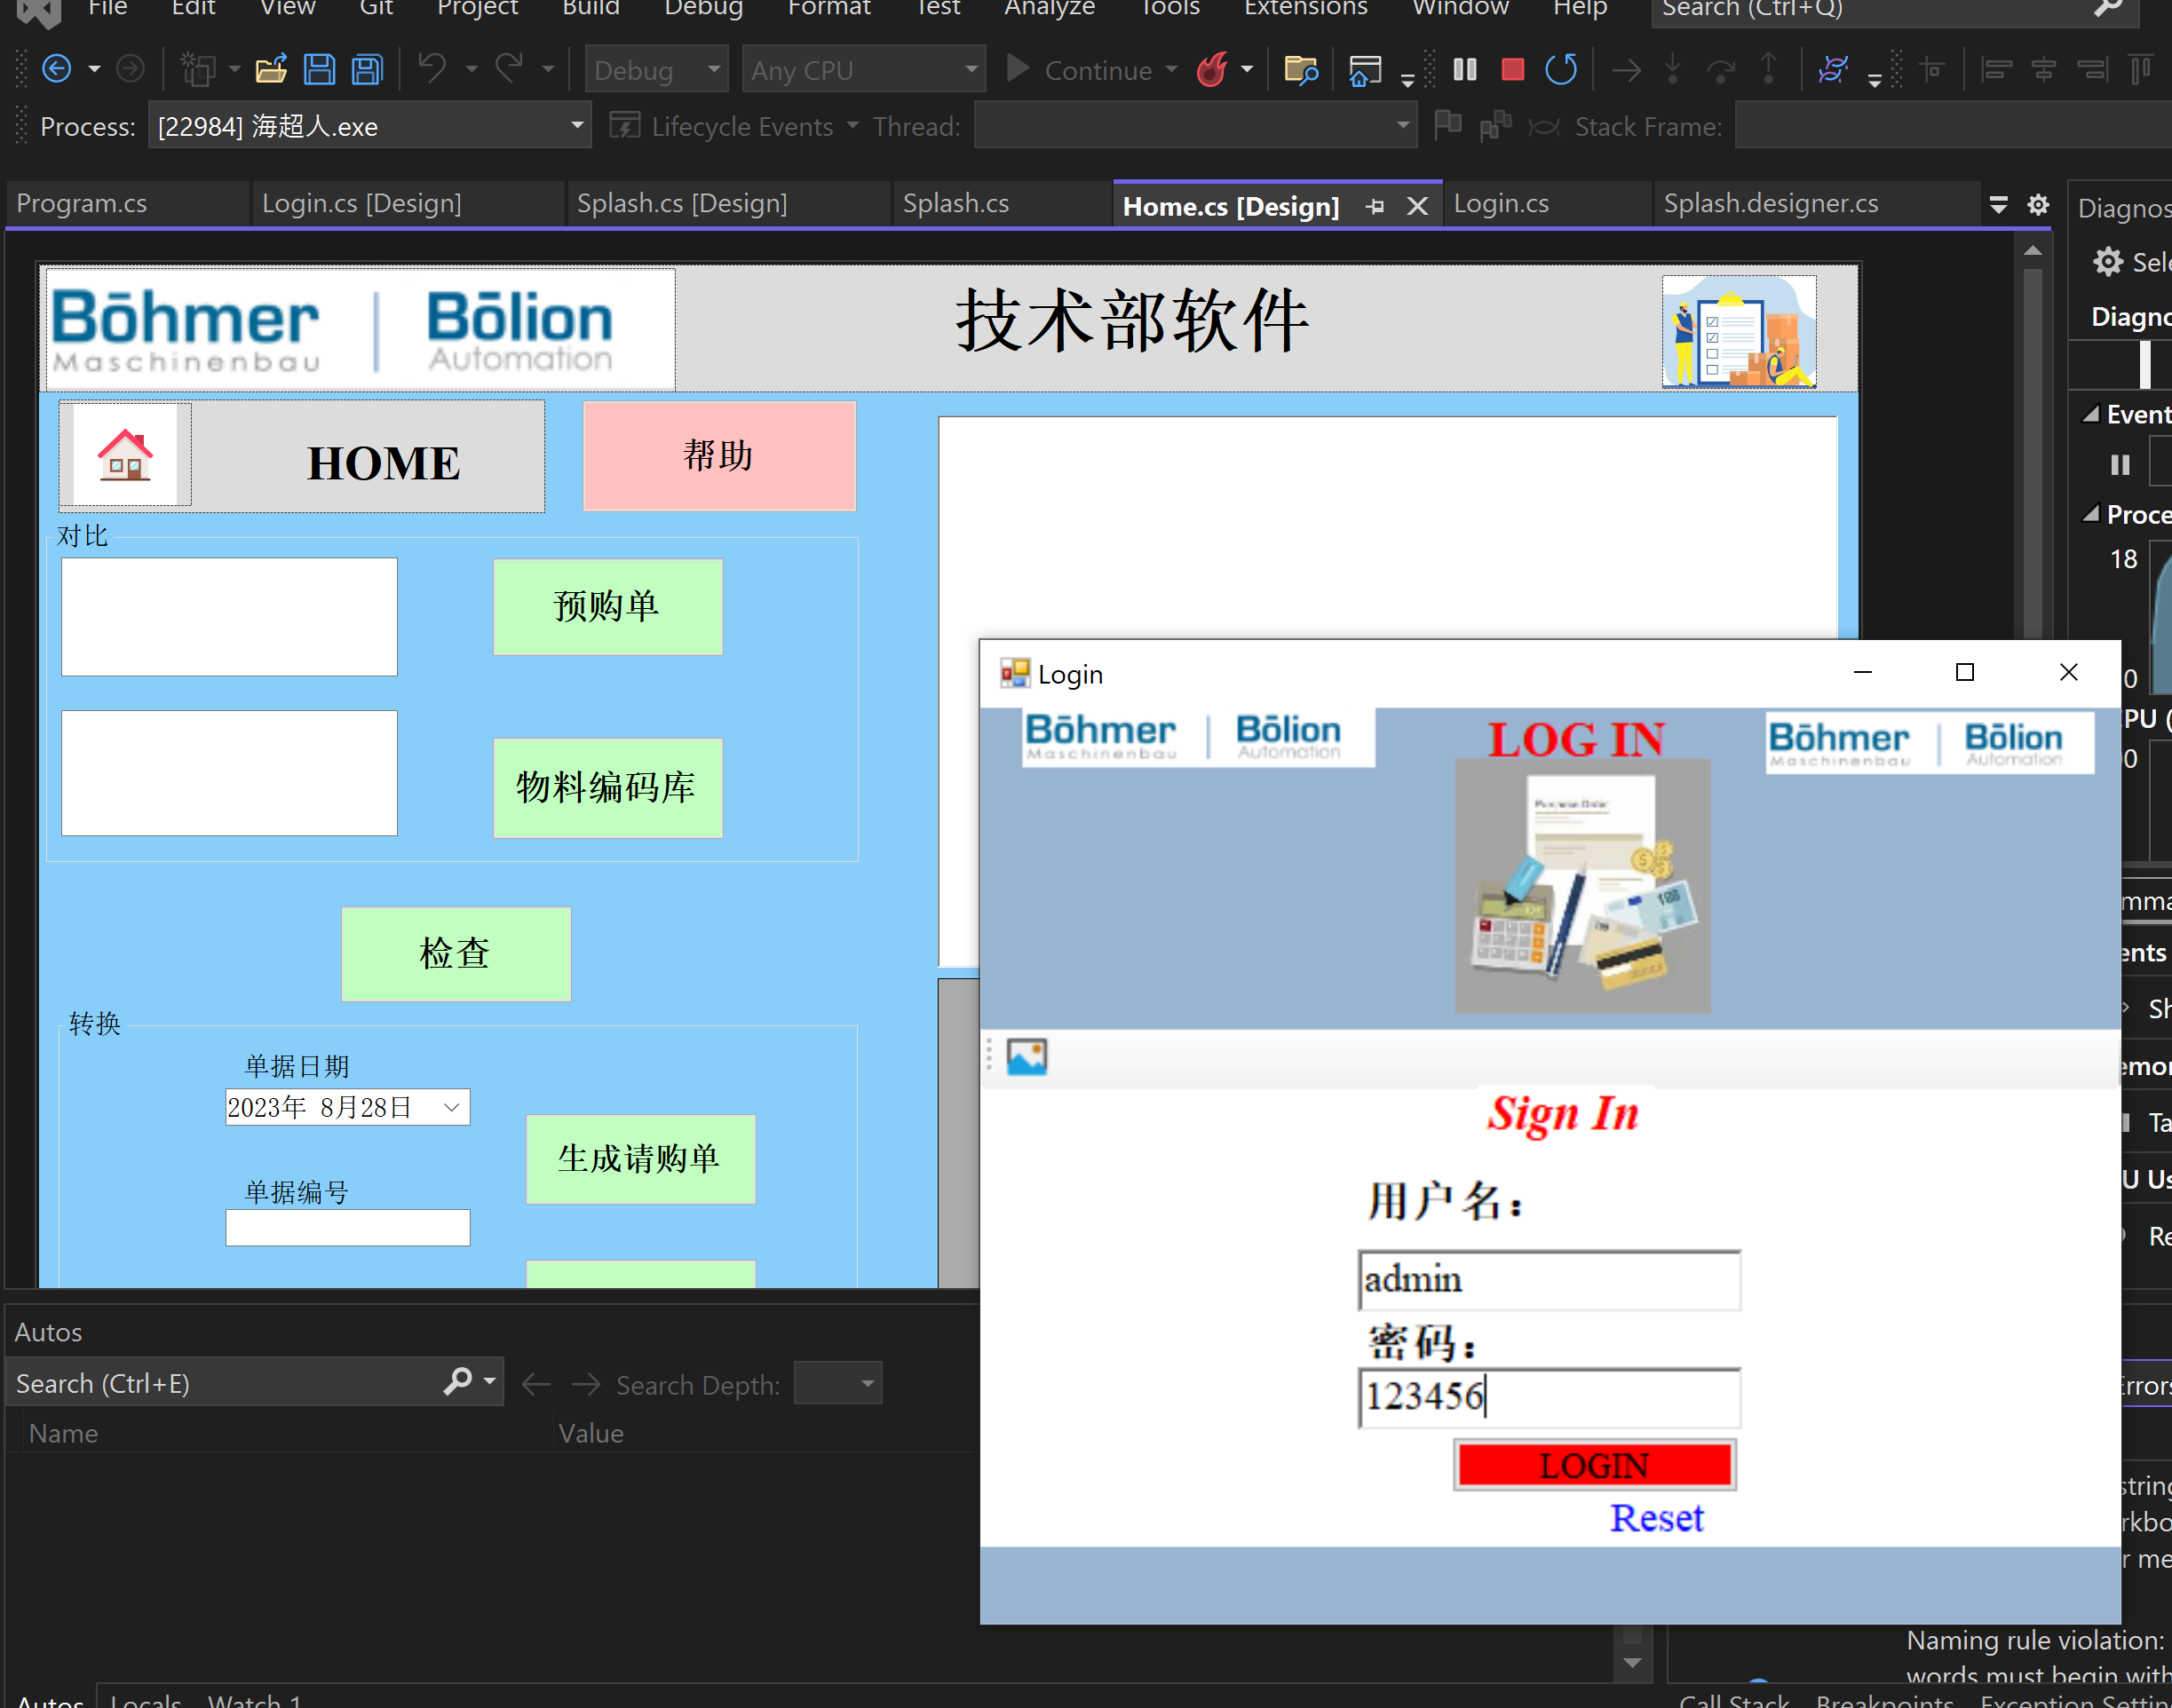 File Edit View Git Project Build Debug Format Test Analyze Tools Extensions Window Help Search (Ctrl+Q)
Debug Any CPU Continue
Process: [22984] 海超人.exe Lifecycle Events Thread: Stack Frame:
Program.cs Login.cs [Design] Splash.cs [Design] Splash.cs Home.cs [Design] Login.cs Splash.designer.cs
Böhmer Maschinenbau | Bōlion Automation
技术部软件
HOME
帮助
对比
预购单
物料编码库
检查
转换
单据日期
2023年 8月28日
生成请购单
单据编号
Login
Bōhmer Maschinenbau | Bōlion Automation
LOG IN
Bōhmer Maschinenbau | Bōlion Automation
Purchase Order
Sign In
用户名：
admin
密码：
123456
LOGIN
Reset
Diagnos
Sele
Diagno
Event
Proce
18
0
PU (
0
mma
ents
Sh
emor
Ta
U Us
Re
Autos
Search (Ctrl+E) Search Depth:
Name Value
Errors
string
rkbo
r me
Naming rule violation:
words must begin with
Autos Locals Watch 1
Call Stack Breakpoints Exception Settin